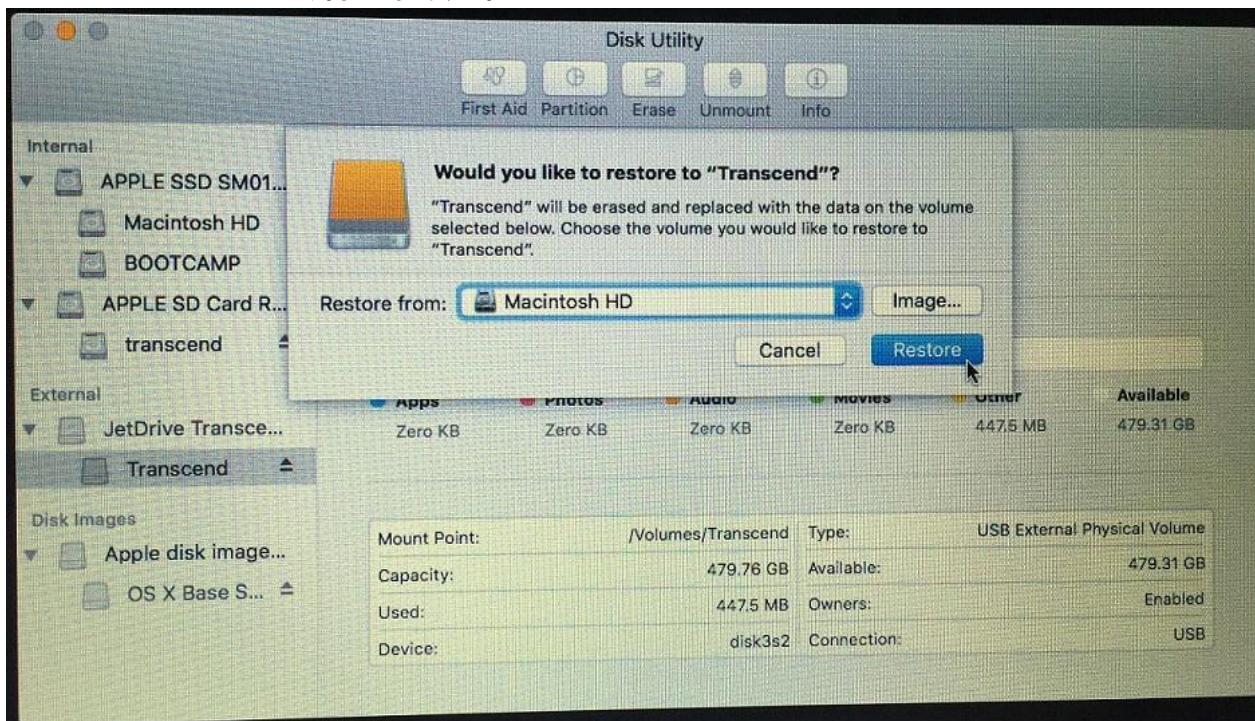 Disk Utility
First Aid Partition Erase Unmount Info
Internal
APPLE SSD SM01...
Macintosh HD
BOOTCAMP
APPLE SD Card R...
transcend
External
JetDrive Transce...
Transcend
Disk Images
Apple disk image...
OS X Base S...
Would you like to restore to “Transcend”?
“Transcend” will be erased and replaced with the data on the volume
selected below. Choose the volume you would like to restore to
“Transcend”.
Restore from: Macintosh HD Image...
Cancel Restore
Apps Photos Audio Movies Other Available
Zero KB Zero KB Zero KB Zero KB 447.5 MB 479.31 GB
Mount Point: /Volumes/Transcend Type: USB External Physical Volume
Capacity: 479.76 GB Available: 479.31 GB
Used: 447.5 MB Owners: Enabled
Device: disk3s2 Connection: USB